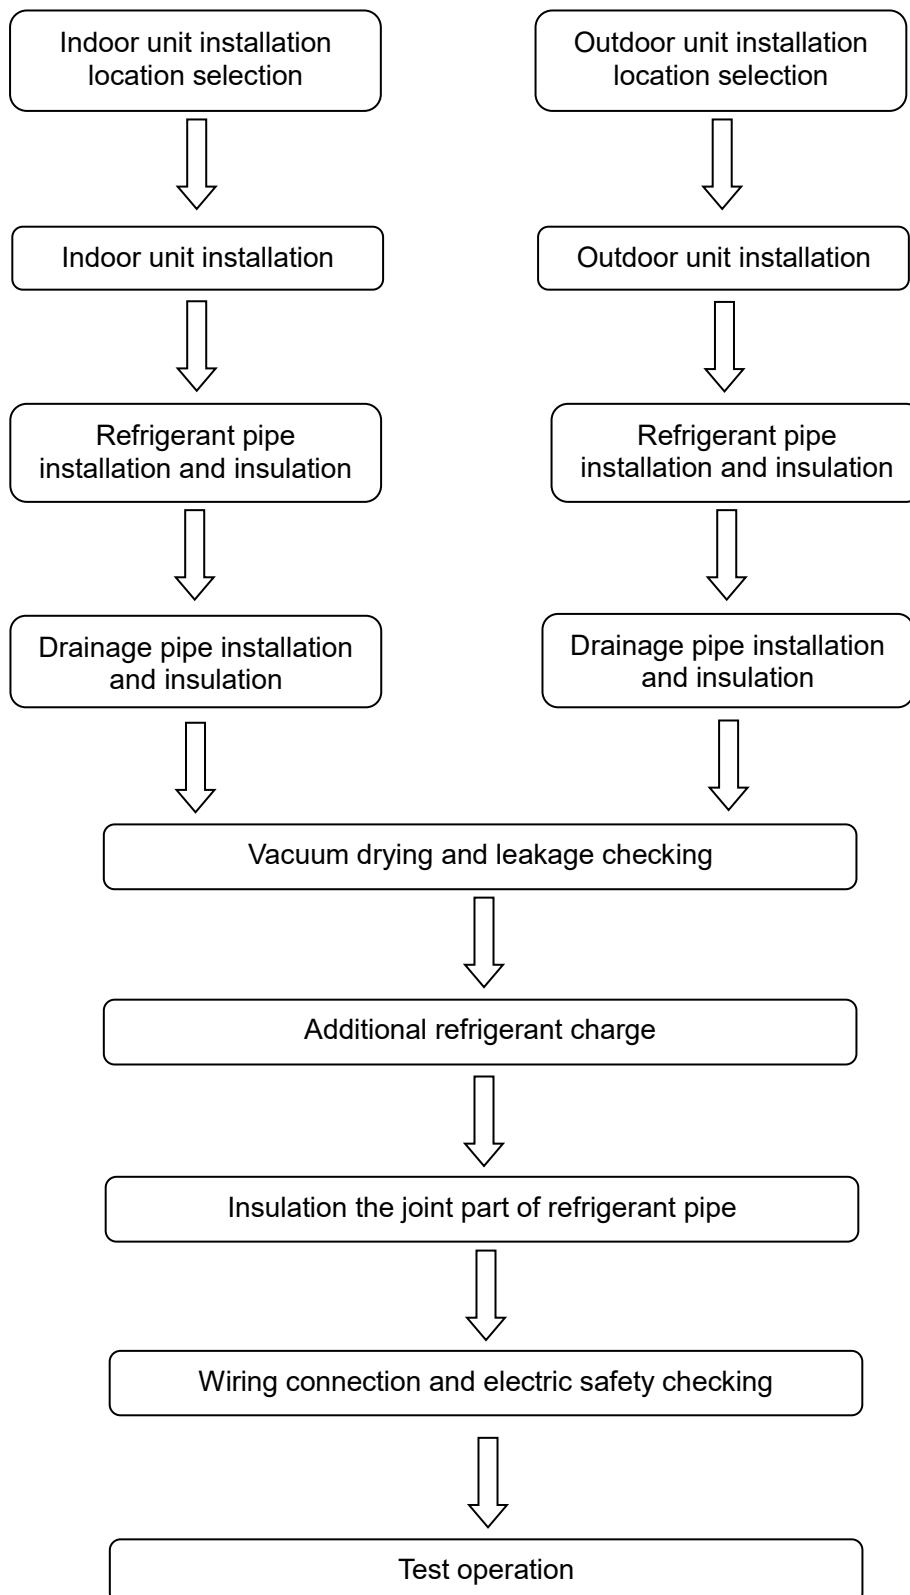 Indoor unit installation
location selection
Outdoor unit installation
location selection
Indoor unit installation
Outdoor unit installation
Refrigerant pipe
installation and insulation
Refrigerant pipe
installation and insulation
Drainage pipe installation
and insulation
Drainage pipe installation
and insulation
Vacuum drying and leakage checking
Additional refrigerant charge
Insulation the joint part of refrigerant pipe
Wiring connection and electric safety checking
Test operation